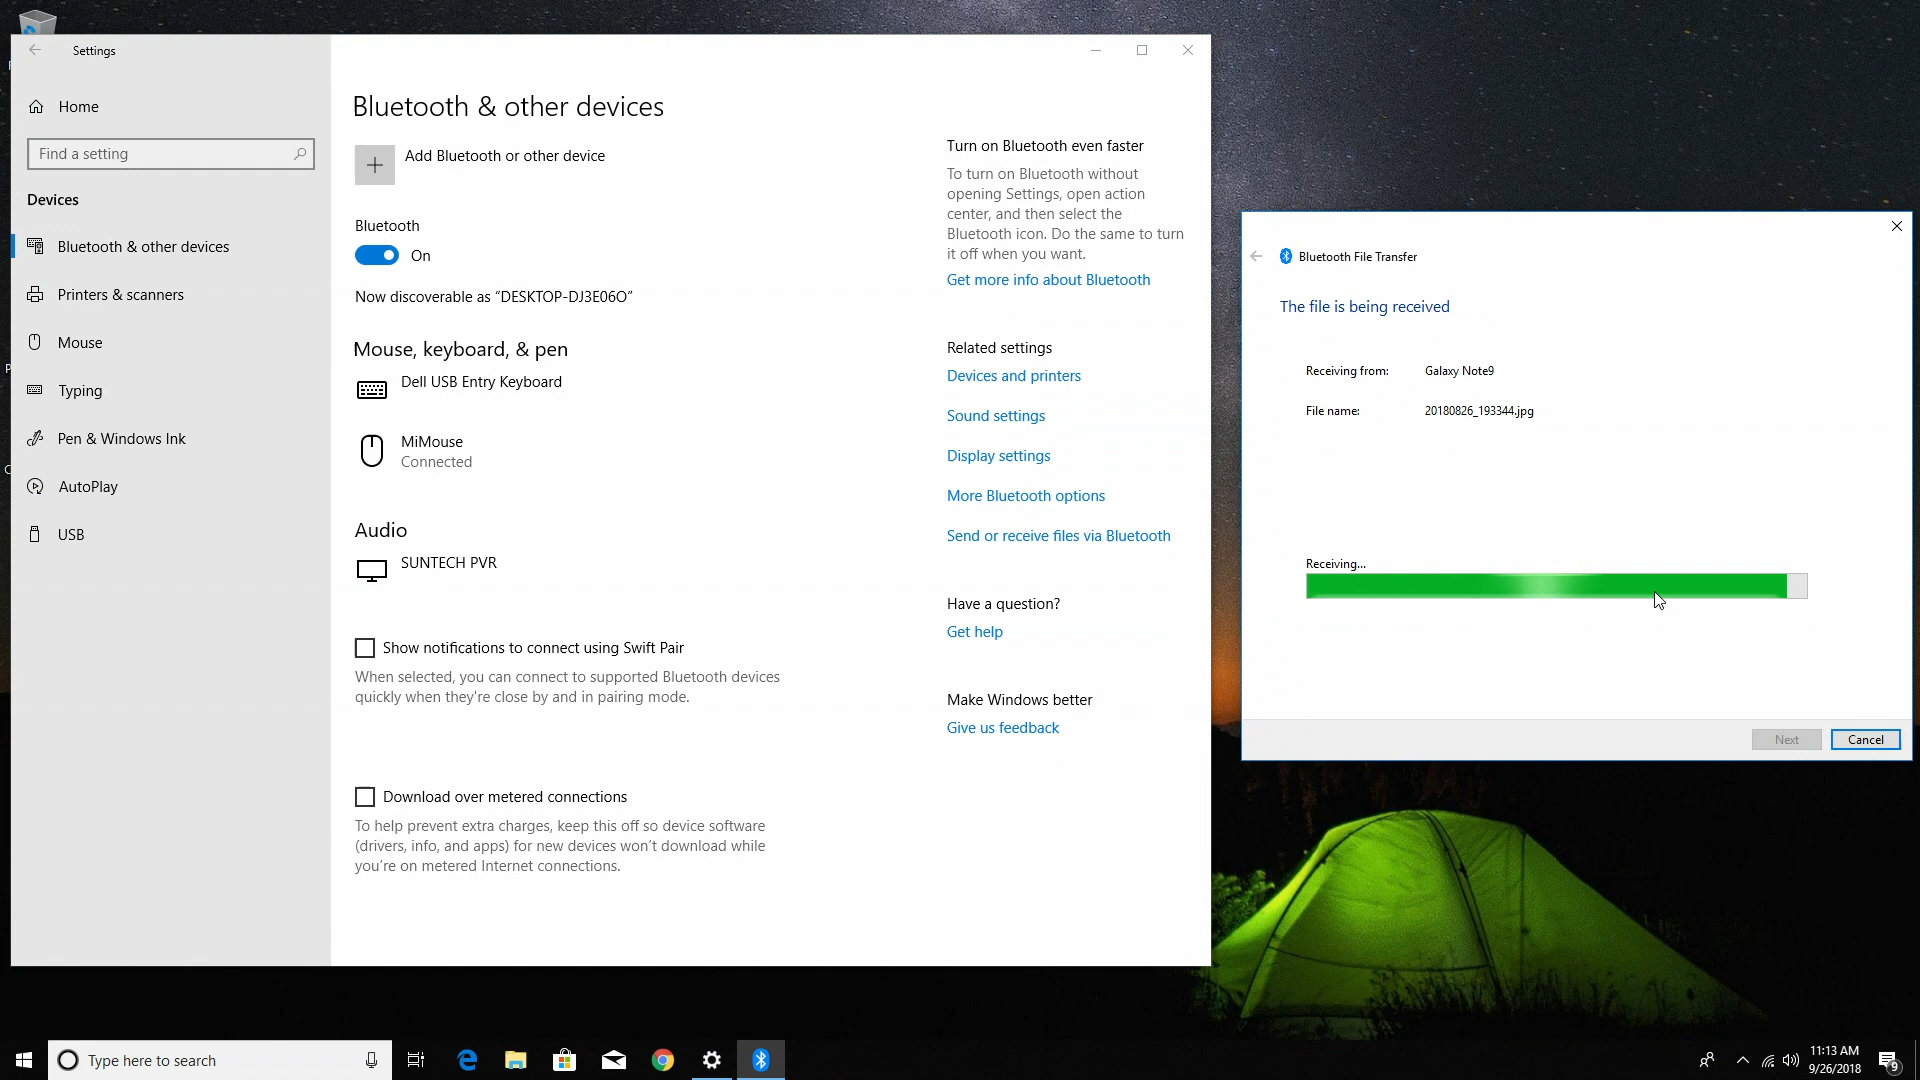 Settings
Home
Find a setting
Devices
Bluetooth & other devices
Printers & scanners
Mouse
Typing
Pen & Windows Ink
AutoPlay
USB
Bluetooth & other devices
Add Bluetooth or other device
Bluetooth
On
Now discoverable as “DESKTOP-DJ3E06O”
Mouse, keyboard, & pen
Dell USB Entry Keyboard
MiMouse
Connected
Audio
SUNTECH PVR
Show notifications to connect using Swift Pair
When selected, you can connect to supported Bluetooth devices
quickly when they're close by and in pairing mode.
Download over metered connections
To help prevent extra charges, keep this off so device software
(drivers, info, and apps) for new devices won't download while
you're on metered Internet connections.
Turn on Bluetooth even faster
To turn on Bluetooth without
opening Settings, open action
center, and then select the
Bluetooth icon. Do the same to turn
it off when you want.
Get more info about Bluetooth
Related settings
Devices and printers
Sound settings
Display settings
More Bluetooth options
Send or receive files via Bluetooth
Have a question?
Get help
Make Windows better
Give us feedback
Bluetooth File Transfer
The file is being received
Receiving from: Galaxy Note9
File name: 20180826_193344.jpg
Receiving...
Next Cancel
Type here to search
11:13 AM
9/26/2018
9